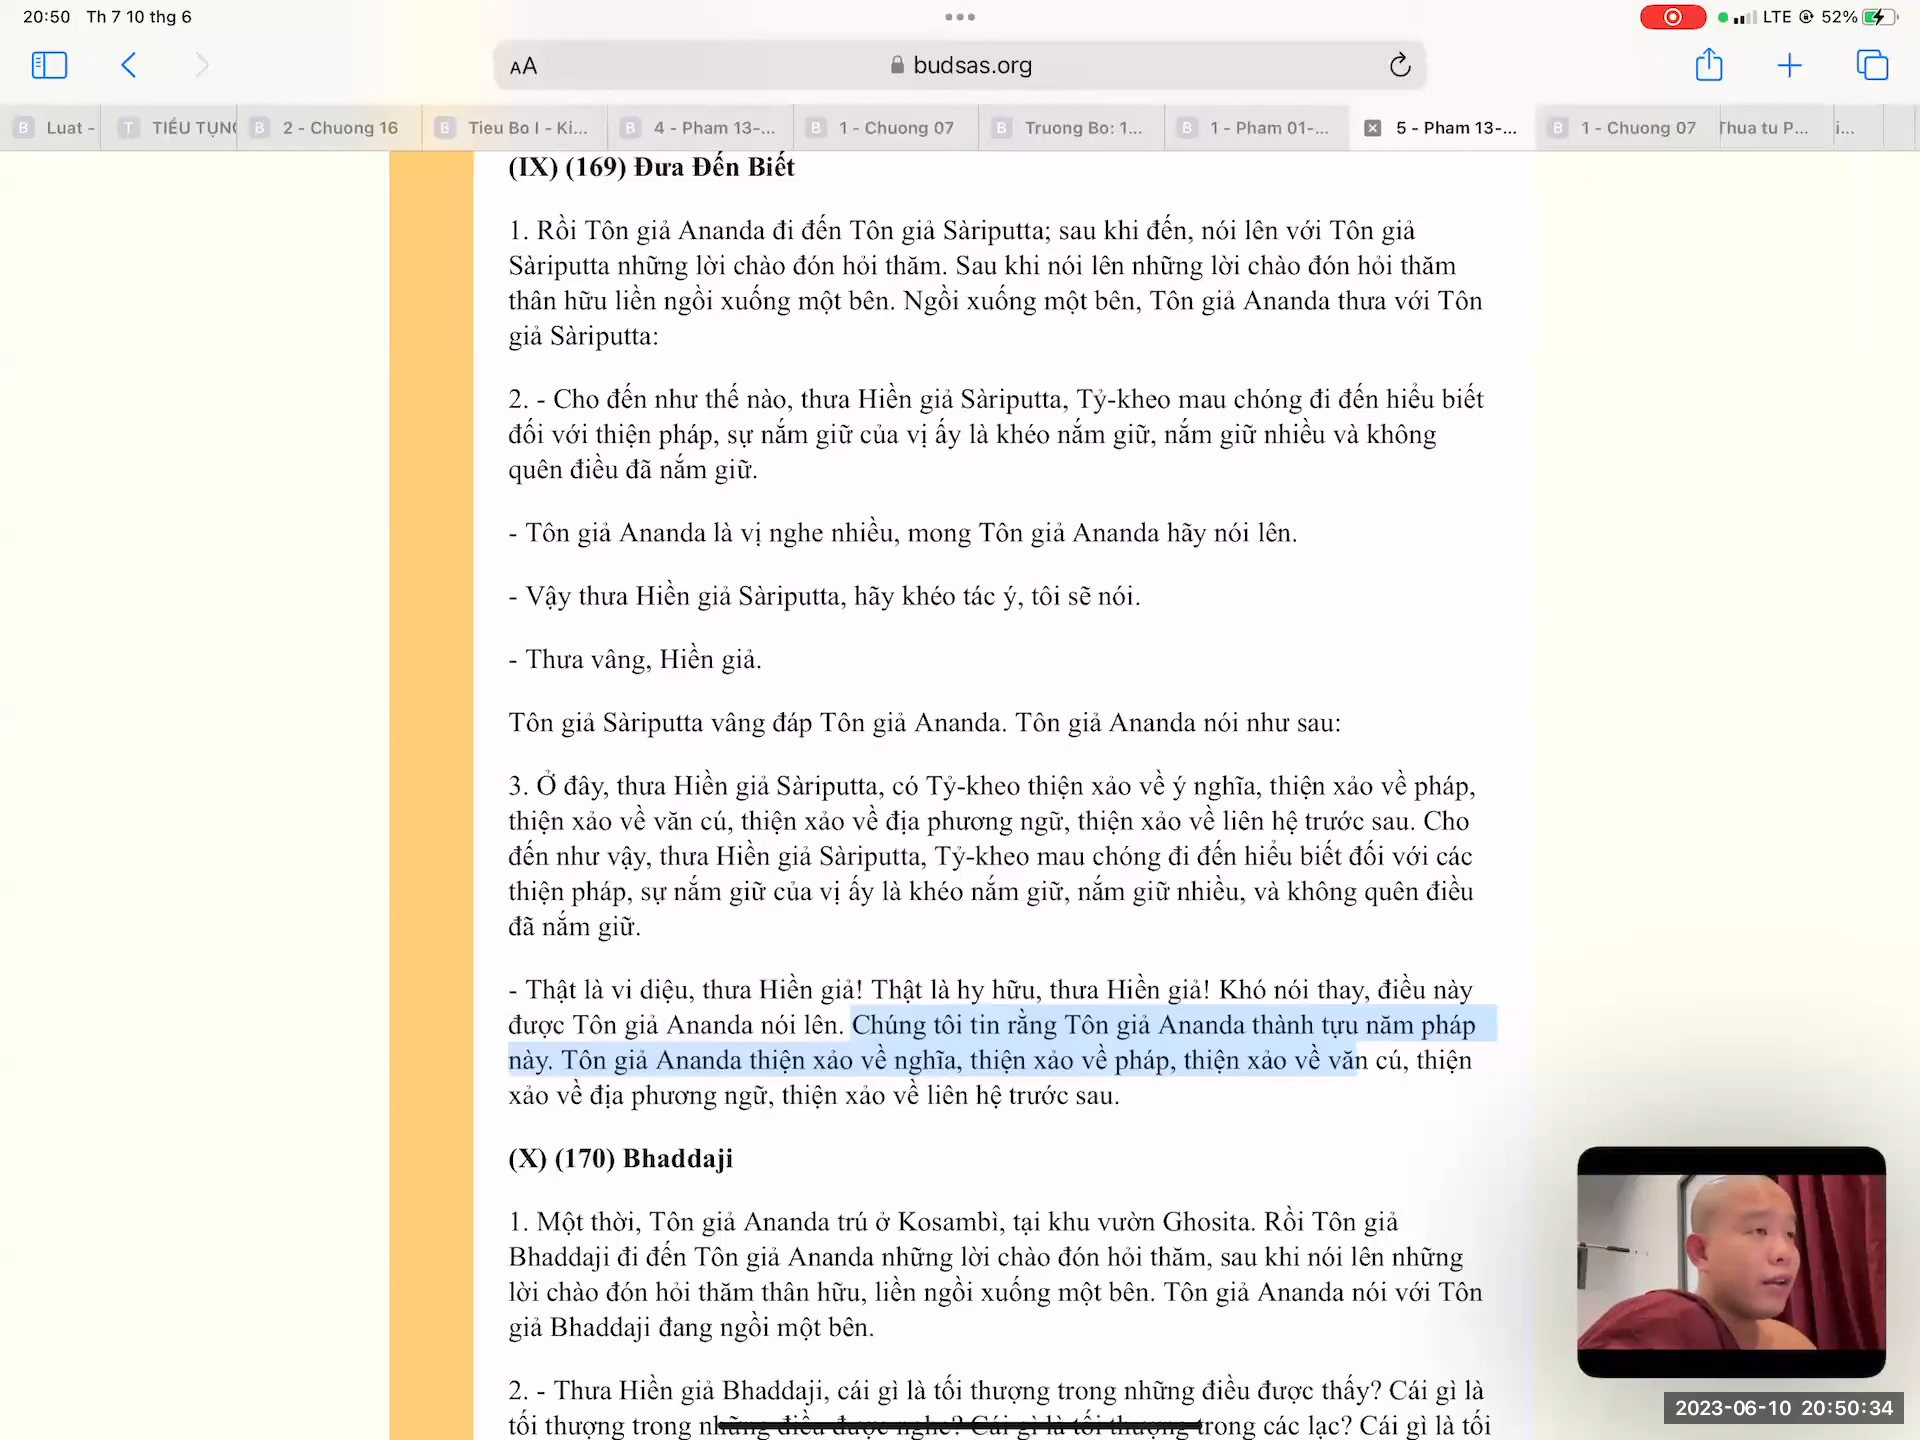 20:50 Th 7 10 thg 6
LTE 52%
AA budsas.org
Luat - TIỂU TỤNG 2 - Chuong 16 Tieu Bo I - Ki... 4 - Pham 13-... 1 - Chuong 07 Truong Bo: 1... 1 - Pham 01-... 5 - Pham 13-... 1 - Chuong 07 Thua tu P... i...
(IX) (169) Đưa Đến Biết
1. Rồi Tôn giả Ananda đi đến Tôn giả Sàriputta; sau khi đến, nói lên với Tôn giả
Sàriputta những lời chào đón hỏi thăm. Sau khi nói lên những lời chào đón hỏi thăm
thân hữu liền ngồi xuống một bên. Ngồi xuống một bên, Tôn giả Ananda thưa với Tôn
giả Sàriputta:
2. - Cho đến như thế nào, thưa Hiền giả Sàriputta, Tỷ-kheo mau chóng đi đến hiểu biết
đối với thiện pháp, sự nắm giữ của vị ấy là khéo nắm giữ, nắm giữ nhiều và không
quên điều đã nắm giữ.
- Tôn giả Ananda là vị nghe nhiều, mong Tôn giả Ananda hãy nói lên.
- Vậy thưa Hiền giả Sàriputta, hãy khéo tác ý, tôi sẽ nói.
- Thưa vâng, Hiền giả.
Tôn giả Sàriputta vâng đáp Tôn giả Ananda. Tôn giả Ananda nói như sau:
3. Ở đây, thưa Hiền giả Sàriputta, có Tỷ-kheo thiện xảo về ý nghĩa, thiện xảo về pháp,
thiện xảo về văn cú, thiện xảo về địa phương ngữ, thiện xảo về liên hệ trước sau. Cho
đến như vậy, thưa Hiền giả Sàriputta, Tỷ-kheo mau chóng đi đến hiểu biết đối với các
thiện pháp, sự nắm giữ của vị ấy là khéo nắm giữ, nắm giữ nhiều, và không quên điều
đã nắm giữ.
- Thật là vi diệu, thưa Hiền giả! Thật là hy hữu, thưa Hiền giả! Khó nói thay, điều này
được Tôn giả Ananda nói lên. Chúng tôi tin rằng Tôn giả Ananda thành tựu năm pháp
này. Tôn giả Ananda thiện xảo về nghĩa, thiện xảo về pháp, thiện xảo về văn cú, thiện
xảo về địa phương ngữ, thiện xảo về liên hệ trước sau.
(X) (170) Bhaddaji
1. Một thời, Tôn giả Ananda trú ở Kosambì, tại khu vườn Ghosita. Rồi Tôn giả
Bhaddaji đi đến Tôn giả Ananda những lời chào đón hỏi thăm, sau khi nói lên những
lời chào đón hỏi thăm thân hữu, liền ngồi xuống một bên. Tôn giả Ananda nói với Tôn
giả Bhaddaji đang ngồi một bên.
2. - Thưa Hiền giả Bhaddaji, cái gì là tối thượng trong những điều được thấy? Cái gì là
tối thượng trong những điều được nghe? Cái gì là tối thượng trong các lạc? Cái gì là tối
2023-06-10 20:50:34